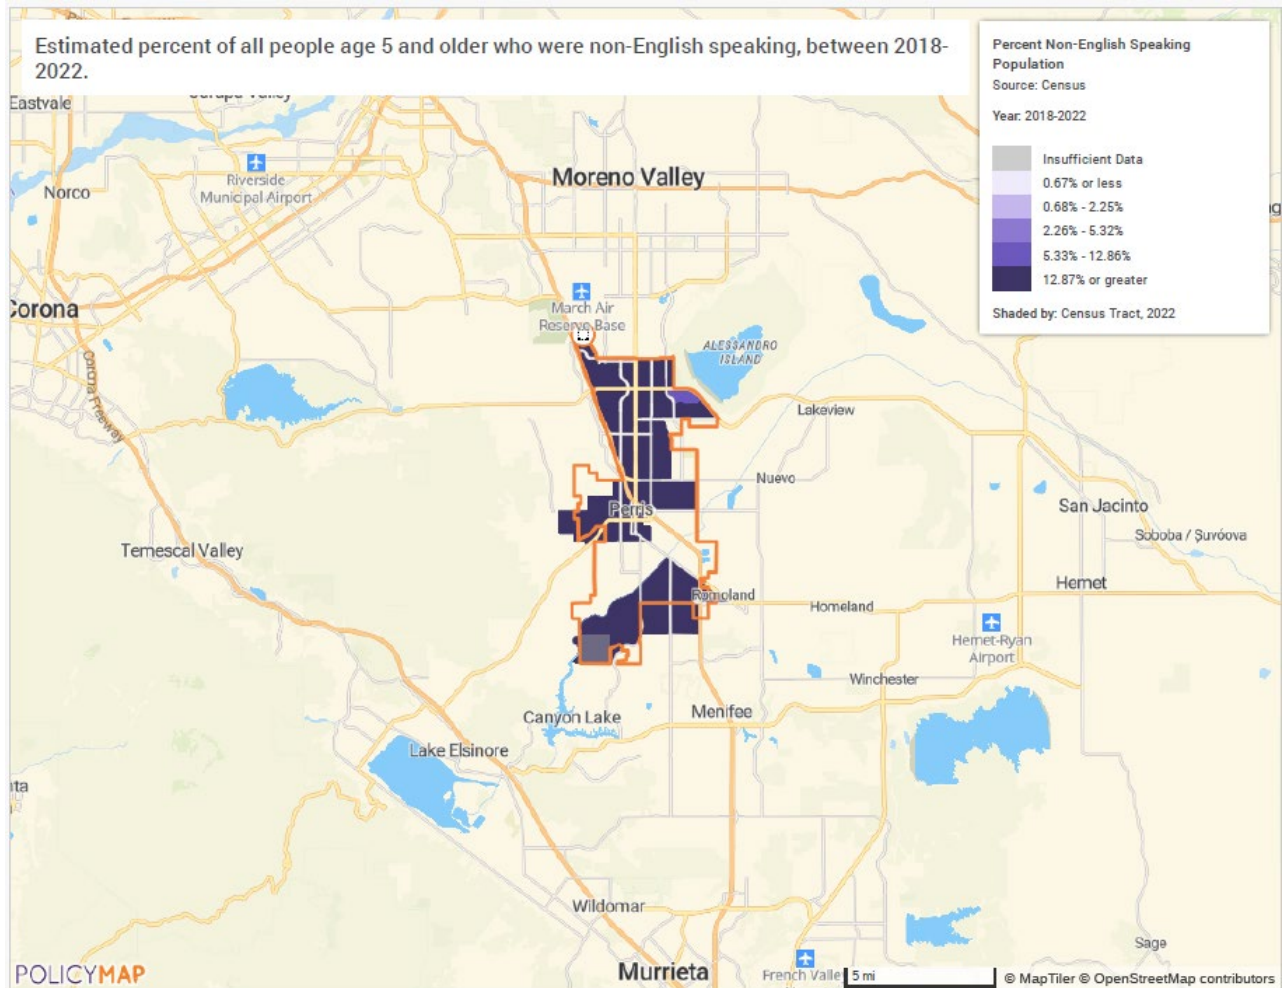 Estimated percent of all people age 5 and older who were non-English speaking, between 2018-
2022.
Percent Non-English Speaking
Population
Source: Census
Year: 2018-2022
Insufficient Data
0.67% or less
0.68% - 2.25%
2.26% - 5.32%
5.33% - 12.86%
12.87% or greater
Shaded by: Census Tract, 2022
Eastvale
Norco
Riverside
Municipal Airport
Moreno Valley
Corona
March Air
Reserve Base
ALESSANDRO
ISLAND
Corona Freeway
Lakeview
Nuevo
Perris
San Jacinto
Soboba / Ṣuvóova
Temescal Valley
Hemet
Romoland
Homeland
Hemet-Ryan
Airport
Winchester
Canyon Lake
Menifee
Lake Elsinore
Wildomar
Sage
Murrieta
French Valley
5 mi
POLICYMAP
© MapTiler © OpenStreetMap contributors